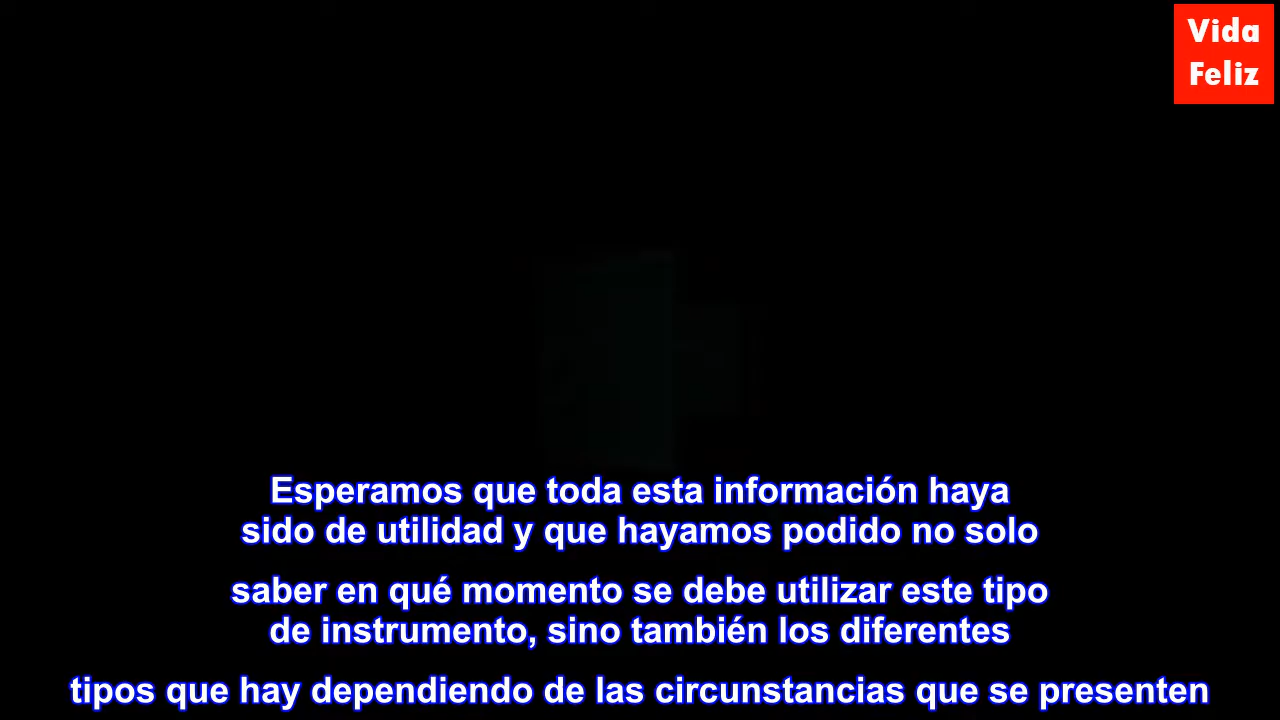 Vida
Feliz
Esperamos que toda esta información haya
sido de utilidad y que hayamos podido no solo
saber en qué momento se debe utilizar este tipo
de instrumento, sino también los diferentes
tipos que hay dependiendo de las circunstancias que se presenten